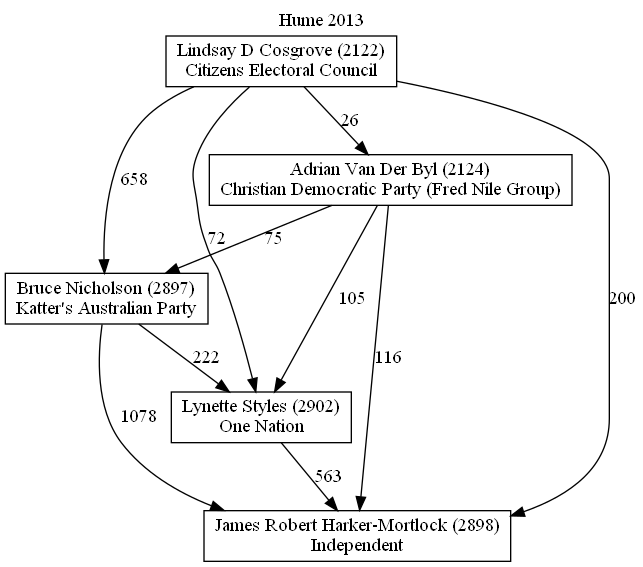 Hume 2013
Lindsay D Cosgrove (2122)
Citizens Electoral Council
26
Adrian Van Der Byl (2124)
Christian Democratic Party (Fred Nile Group)
658
72
75
200
Bruce Nicholson (2897)
Katter's Australian Party
105
116
222
Lynette Styles (2902)
One Nation
1078
563
James Robert Harker-Mortlock (2898)
Independent